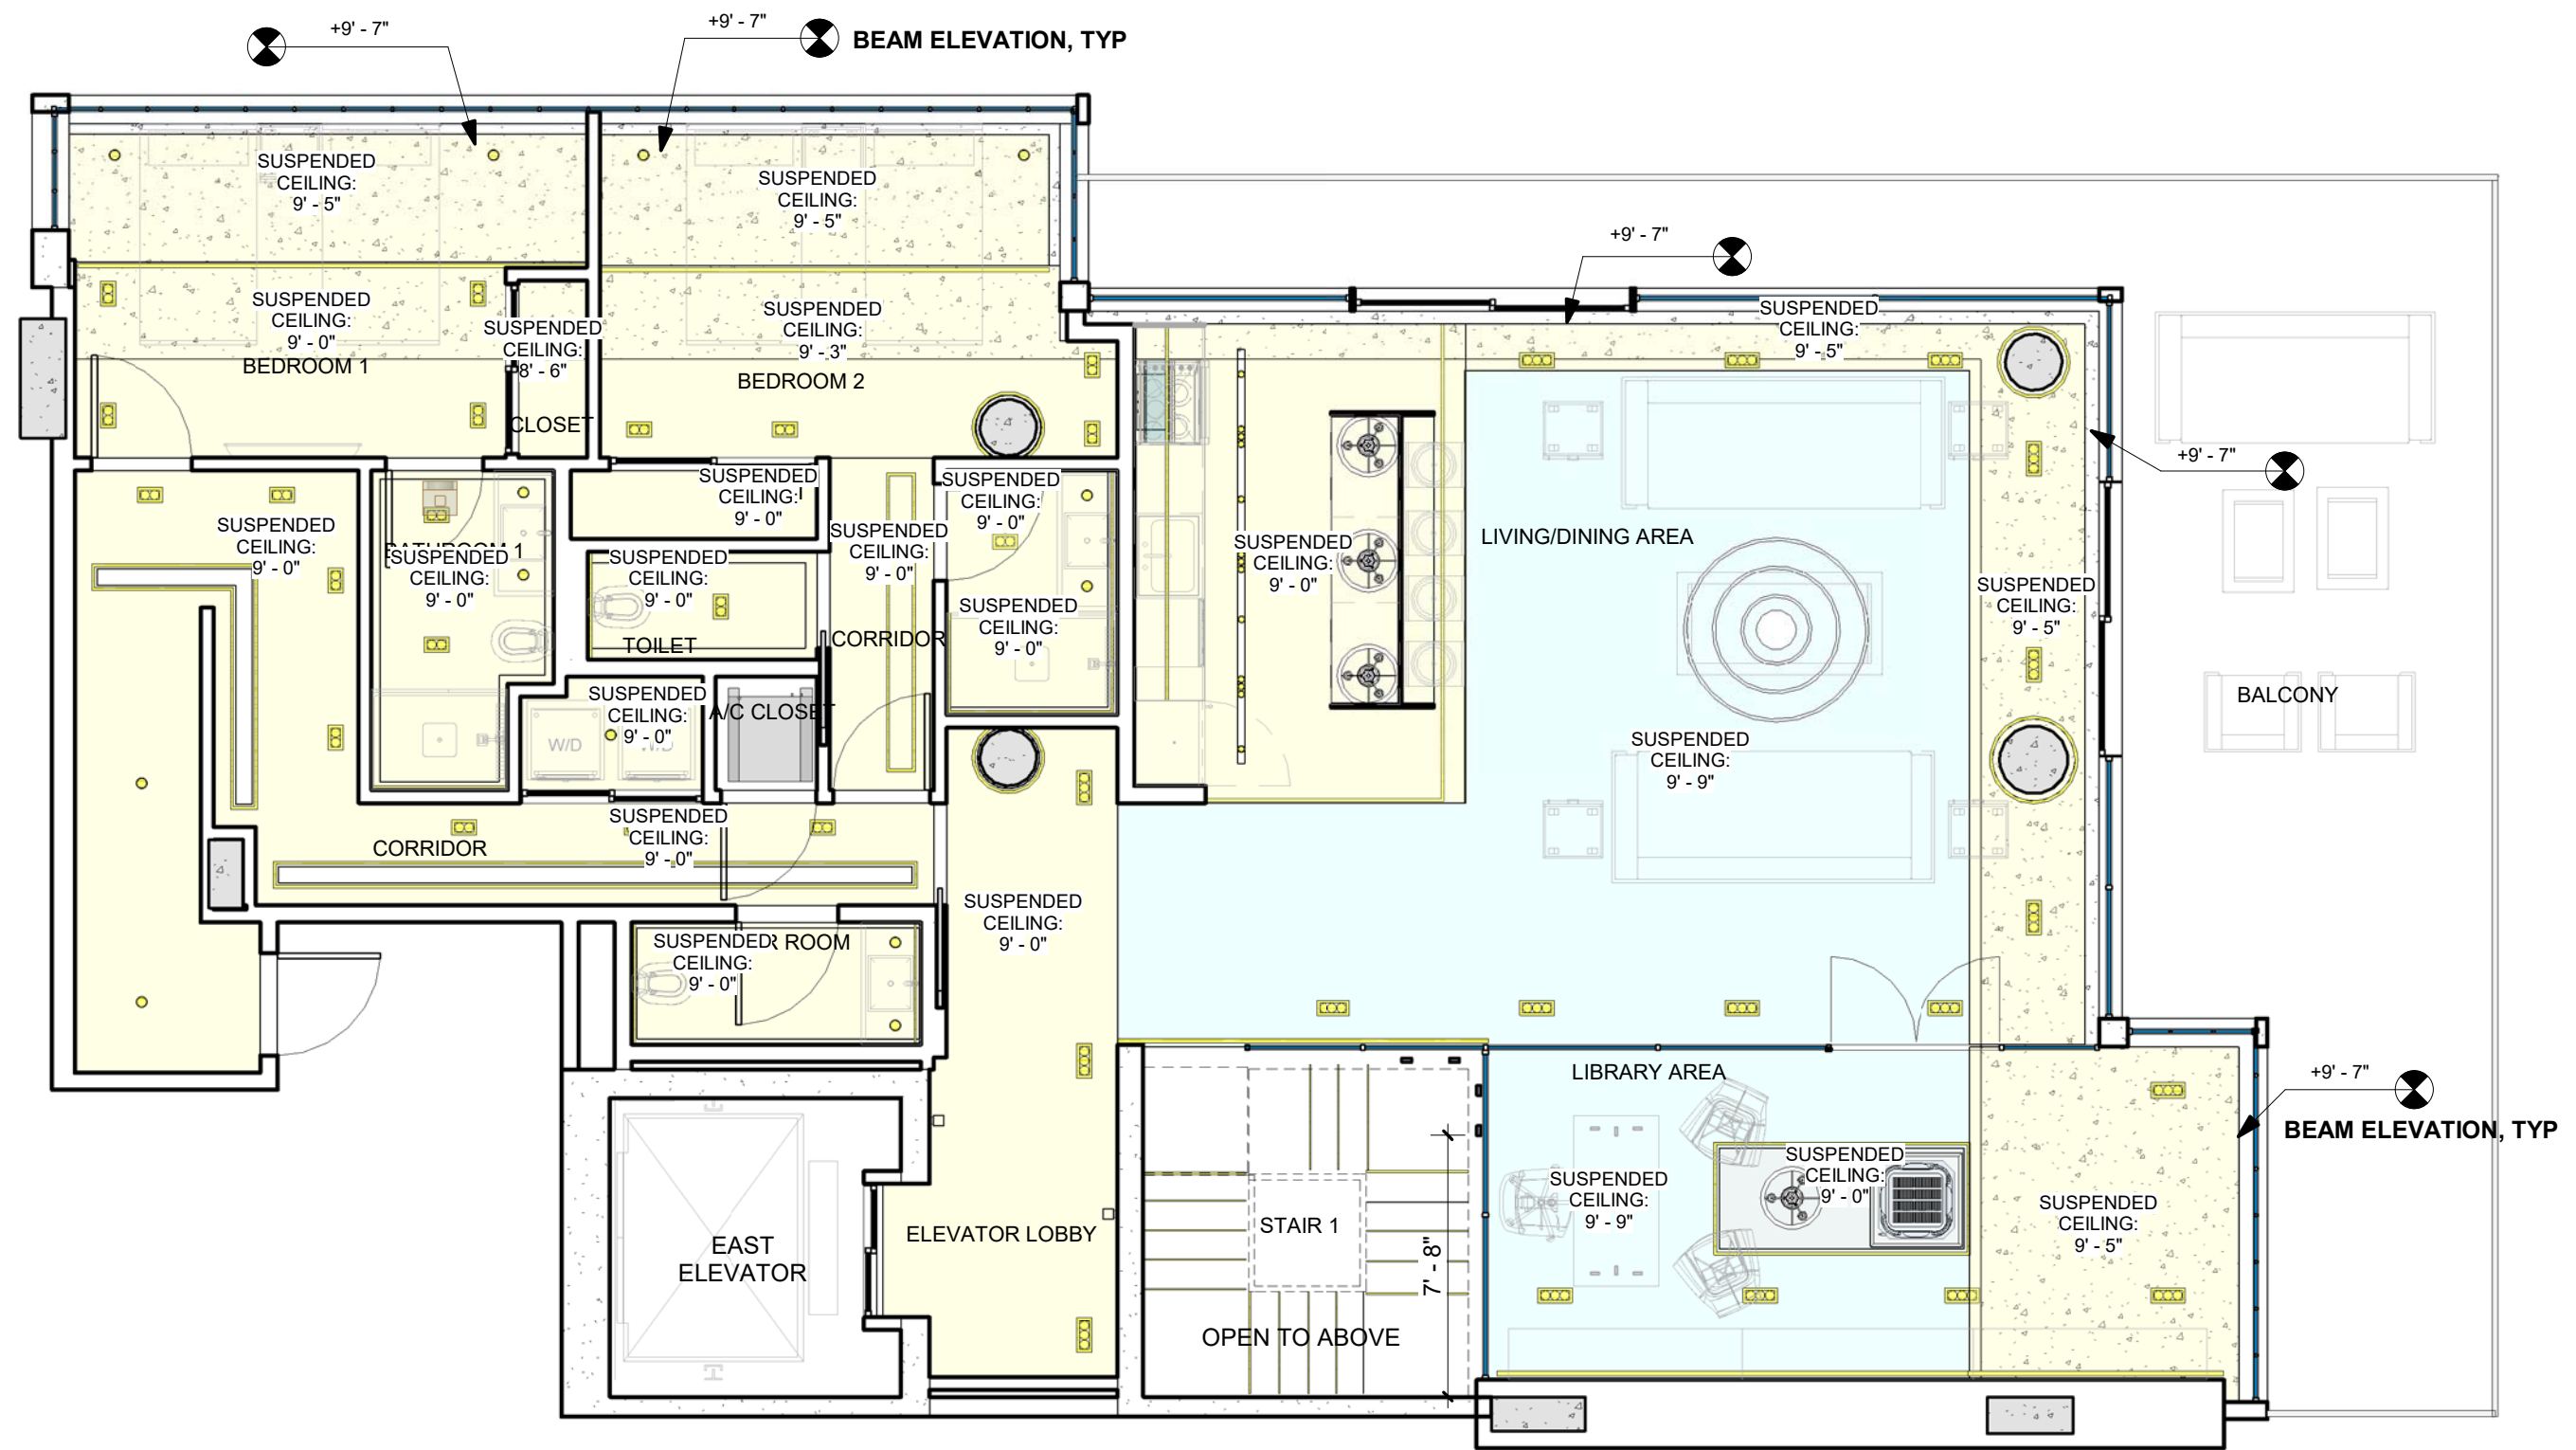 +9' - 7"
+9' - 7"
BEAM ELEVATION, TYP
SUSPENDED
CEILING:
9' - 5"
SUSPENDED
CEILING:
9' - 5"
+9' - 7"
SUSPENDED
CEILING:
9' - 0"
BEDROOM 1
SUSPENDED
CEILING:
8' - 6"
CLOSET
SUSPENDED
CEILING:
9' - 3"
BEDROOM 2
SUSPENDED
CEILING:
9' - 5"
+9' - 7"
SUSPENDED
CEILING:
9' - 0"
SUSPENDED
CEILING:
9' - 0"
SUSPENDED
CEILING:
9' - 0"
SUSPENDED
CEILING:
9' - 0"
SUSPENDED
CEILING:
9' - 0"
LIVING/DINING AREA
1
SUSPENDED
CEILING:
9' - 0"
SUSPENDED
CEILING:
9' - 0"
TOILET
CORRIDOR
SUSPENDED
CEILING:
9' - 0"
SUSPENDED
CEILING:
9' - 5"
BALCONY
SUSPENDED
CEILING:
9' - 0"
W/D
W/D
A/C CLOSET
SUSPENDED
CEILING:
9' - 9"
SUSPENDED
CEILING:
9' - 0"
CORRIDOR
SUSPENDED
CEILING:
9' - 0"
ROOM
SUSPENDED
CEILING:
9' - 0"
LIBRARY AREA
+9' - 7"
BEAM ELEVATION, TYP
SUSPENDED
CEILING:
9' - 9"
SUSPENDED
CEILING:
9' - 0"
SUSPENDED
CEILING:
9' - 5"
EAST
ELEVATOR
ELEVATOR LOBBY
STAIR 1
7' - 8"
OPEN TO ABOVE